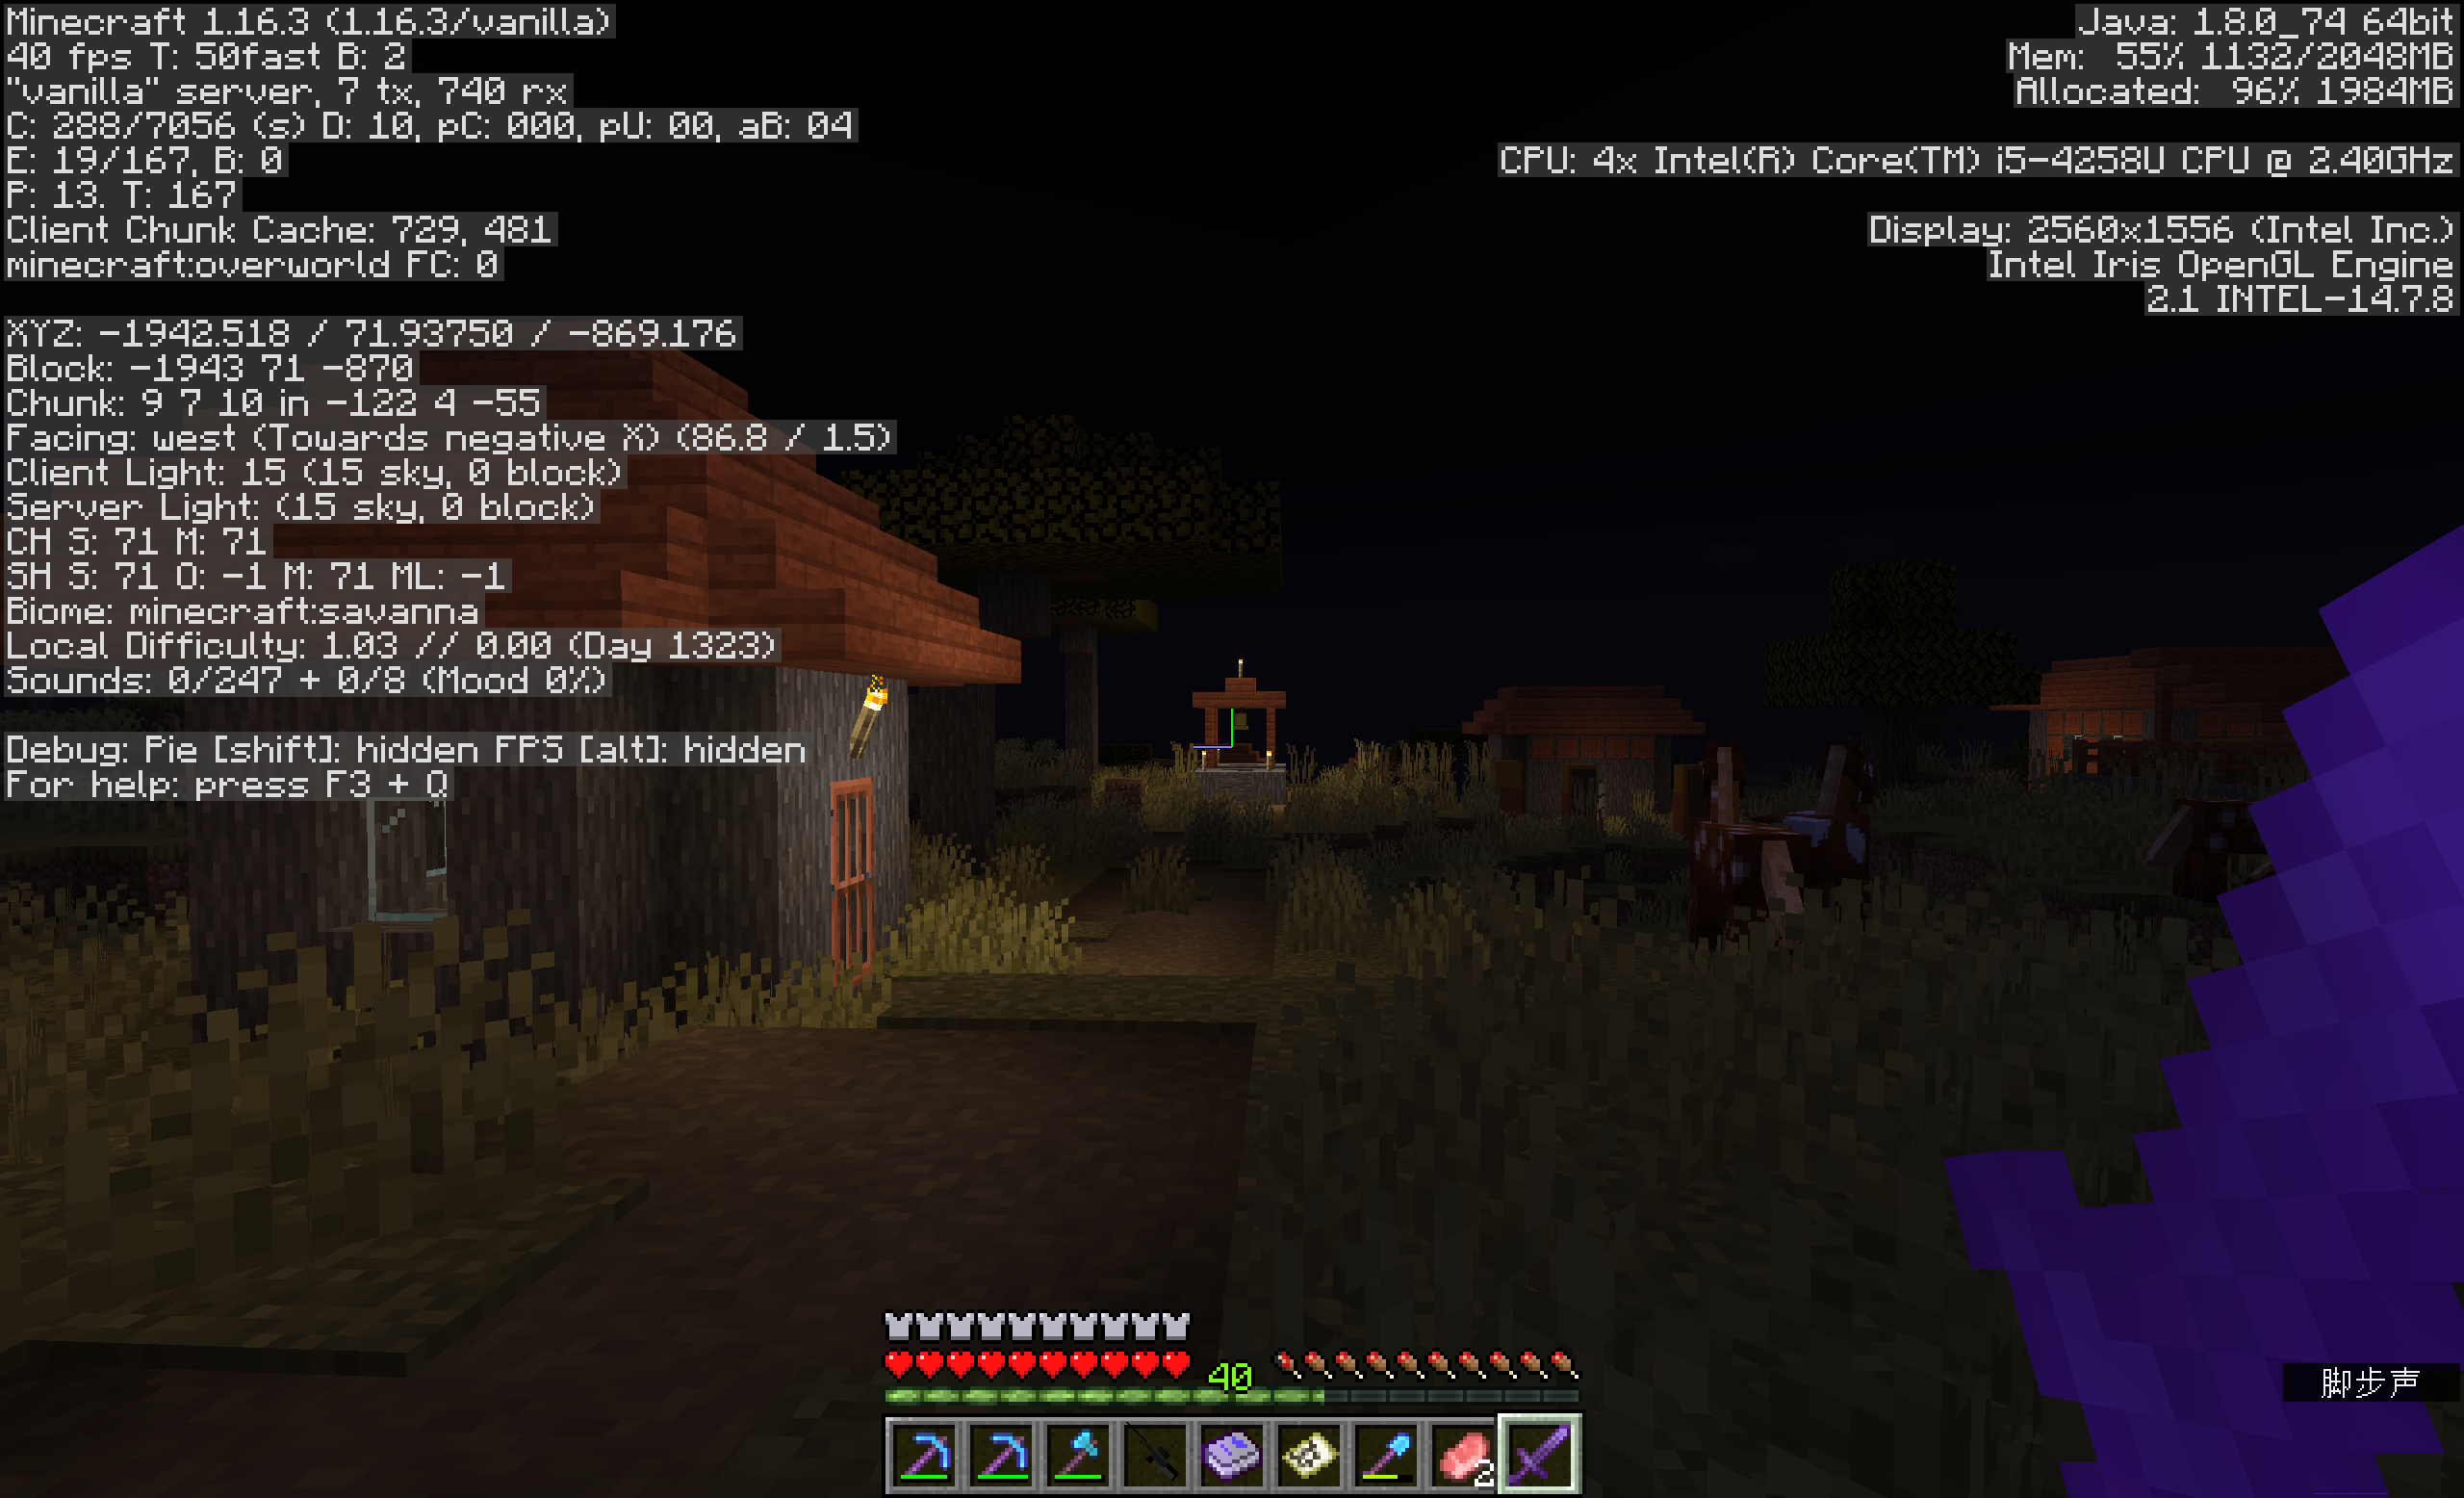 Minecraft 1.16.3 (1.16.3/vanilla)
40 fps T: 50fast B: 2
"vanilla" server, 7 tx, 740 rx
C: 288/7056 (s) D: 10, pC: 000, pU: 00, aB: 04
E: 19/167, B: 0
P: 13. T: 167
Client Chunk Cache: 729, 481
minecraft:overworld FC: 0
XYZ: -1942.518 / 71.93750 / -869.176
Block: -1943 71 -870
Chunk: 9 7 10 in -122 4 -55
Facing: west (Towards negative X) (86.8 / 1.5)
Client Light: 15 (15 sky, 0 block)
Server Light: (15 sky, 0 block)
CH S: 71 M: 71
SH S: 71 O: -1 M: 71 ML: -1
Biome: minecraft:savanna
Local Difficulty: 1.03 // 0.00 (Day 1323)
Sounds: 0/247 + 0/8 (Mood 0%)
Debug: Pie [shift]: hidden FPS [alt]: hidden
For help: press F3 + Q
Java: 1.8.0_74 64bit
Mem: 55% 1132/2048MB
Allocated: 96% 1984MB
CPU: 4x Intel(R) Core(TM) i5-4258U CPU @ 2.40GHz
Display: 2560x1556 (Intel Inc.)
Intel Iris OpenGL Engine
2.1 INTEL-14.7.8
40
脚步声
2